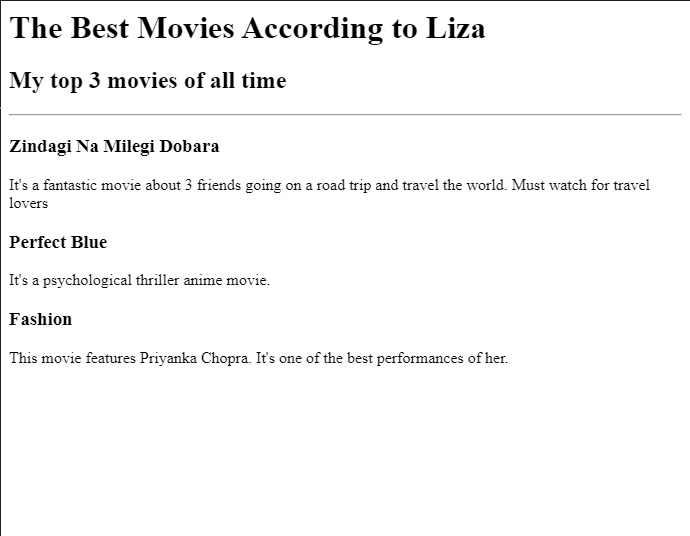 The Best Movies According to Liza
My top 3 movies of all time
Zindagi Na Milegi Dobara
It's a fantastic movie about 3 friends going on a road trip and travel the world. Must watch for travel
lovers
Perfect Blue
It's a psychological thriller anime movie.
Fashion
This movie features Priyanka Chopra. It's one of the best performances of her.